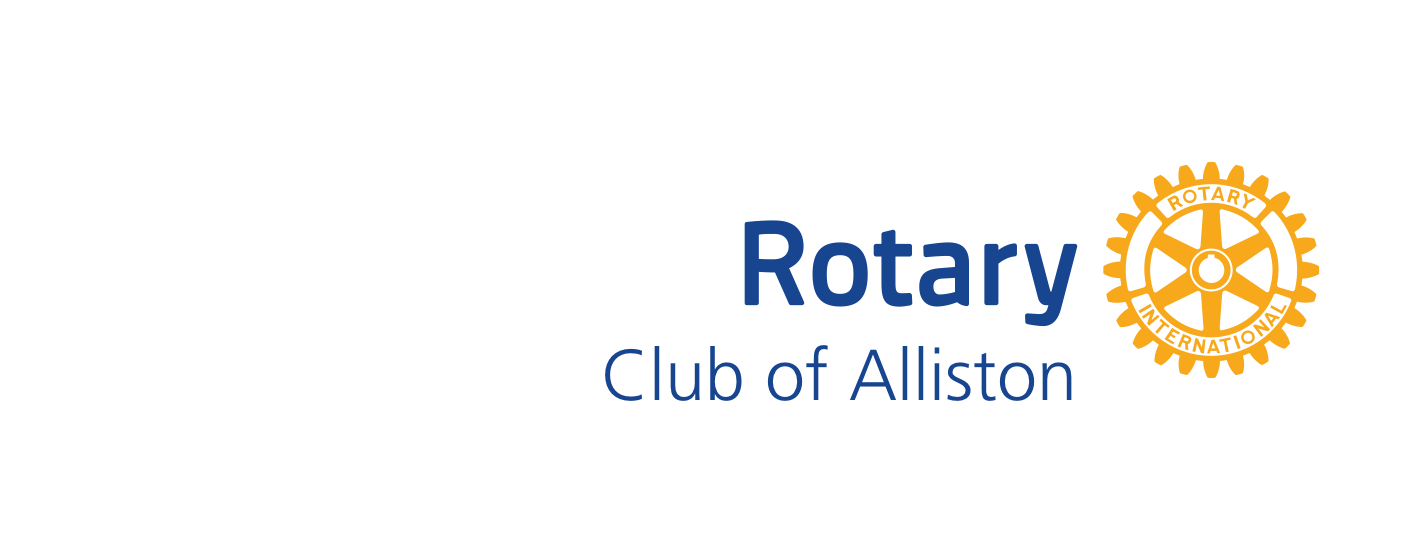 Rotary
Club of Alliston
ROTARY
INTERNATIONAL